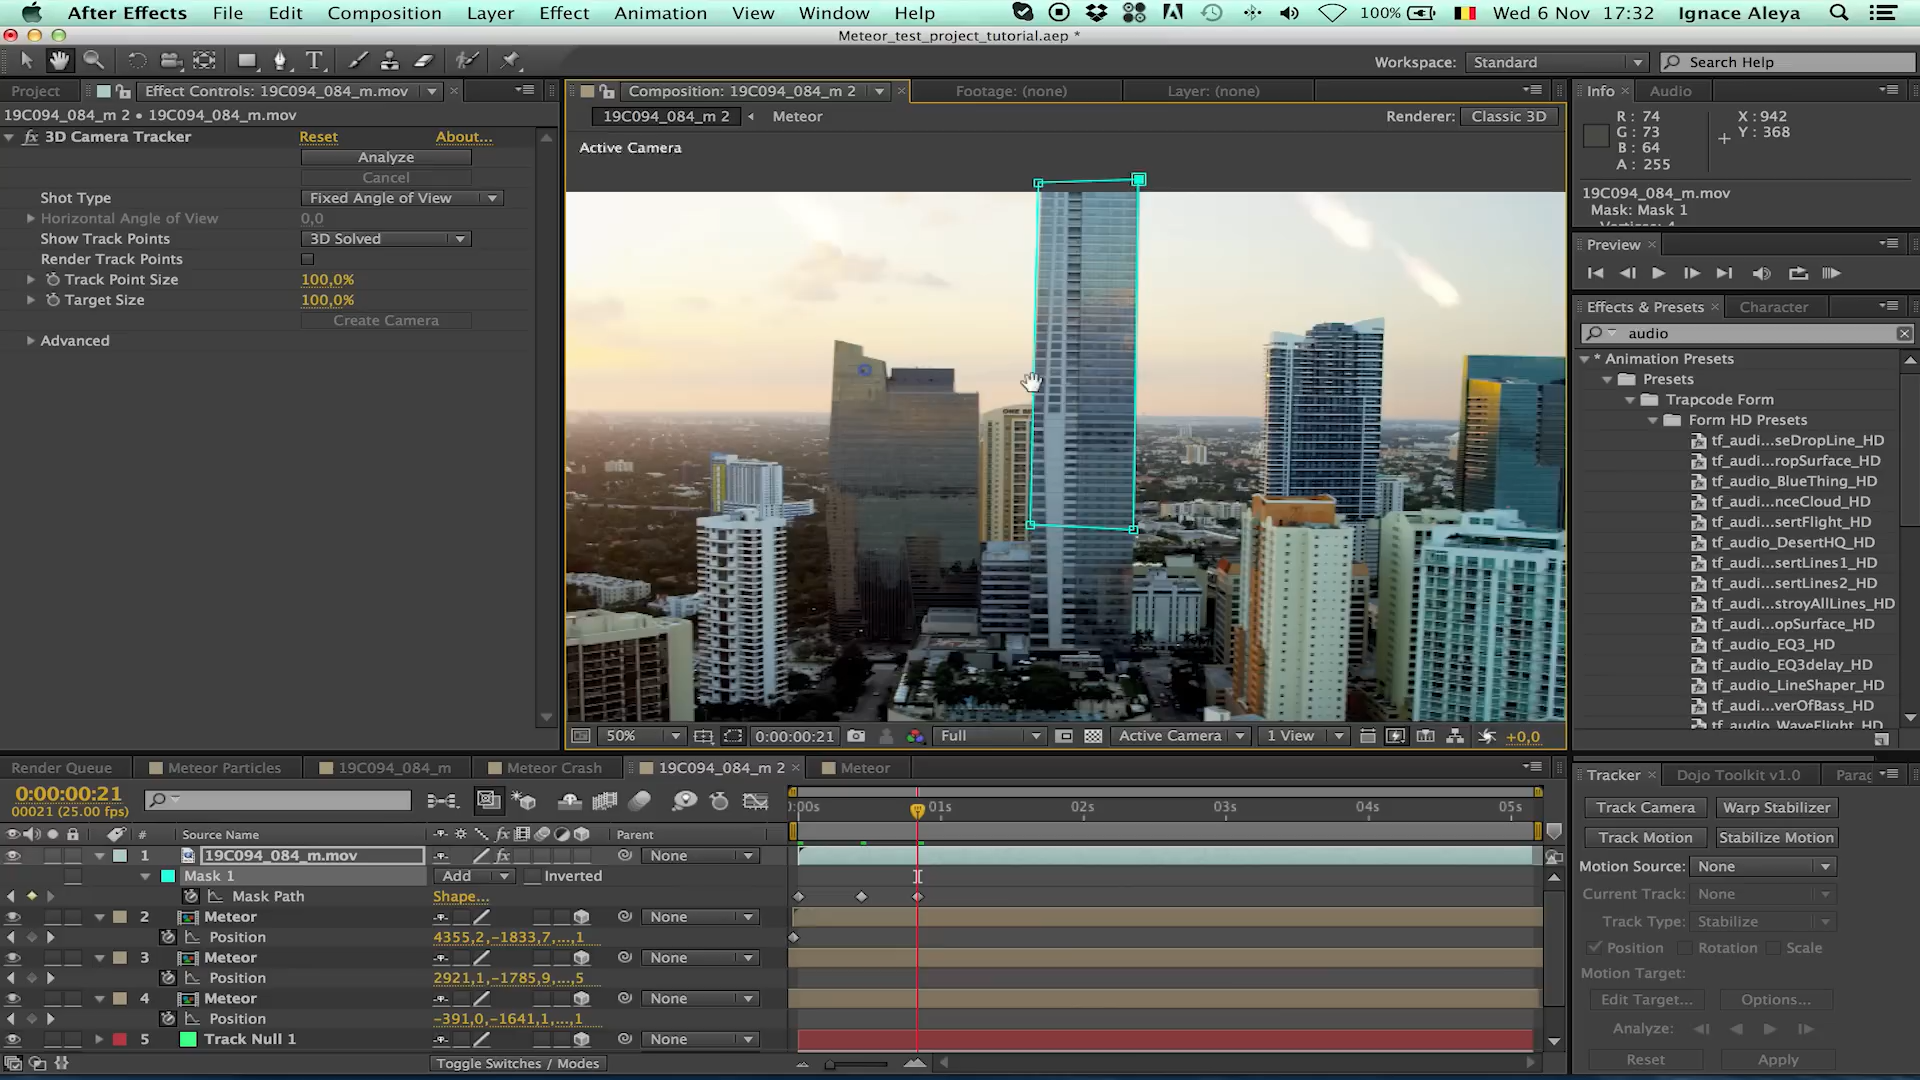 After Effects File Edit Composition Layer Effect Animation View Window Help 100% Wed 6 Nov 17:32 Ignace Aleya
Meteor_test_project_tutorial.aep *
Workspace: Standard Search Help
Project Effect Controls: 19C094_084_m.mov
19C094_084_m 2 • 19C094_084_m.mov
fx 3D Camera Tracker Reset About...
Analyze
Cancel
Shot Type Fixed Angle of View
Horizontal Angle of View 0,0
Show Track Points 3D Solved
Render Track Points
Track Point Size 100,0%
Target Size 100,0%
Create Camera
Advanced
Composition: 19C094_084_m 2 Footage: (none) Layer: (none)
19C094_084_m 2 Meteor Renderer: Classic 3D
Active Camera
50% 0:00:00:21 Full Active Camera 1 View +0,0
Info Audio
R : 74 X : 942
G : 73 Y : 368
B : 64
A : 255
19C094_084_m.mov
Mask: Mask 1
Preview
Effects & Presets Character
audio
* Animation Presets
Presets
Trapcode Form
Form HD Presets
tf_audi...seDropLine_HD
tf_audi...ropSurface_HD
tf_audio_BlueThing_HD
tf_audi...nceCloud_HD
tf_audi...sertFlight_HD
tf_audio_DesertHQ_HD
tf_audi...sertLines1_HD
tf_audi...sertLines2_HD
tf_audi...stroyAllLines_HD
tf_audi...opSurface_HD
tf_audio_EQ3_HD
tf_audio_EQ3delay_HD
tf_audio_LineShaper_HD
tf_audi...verOfBass_HD
tf_audio_WaveFlight_HD
Render Queue Meteor Particles 19C094_084_m Meteor Crash 19C094_084_m 2 Meteor
0:00:00:21
00021 (25.00 fps)
:00s 01s 02s 03s 04s 05s
# Source Name fx Parent
1 19C094_084_m.mov fx None
Mask 1 Add Inverted
Mask Path Shape...
2 Meteor None
Position 4355,2,-1833,7,...,1
3 Meteor None
Position 2921,1,-1785,9,...,5
4 Meteor None
Position -391,0,-1641,1,...,1
5 Track Null 1 None
Toggle Switches / Modes
Tracker Dojo Toolkit v1.0 Parag
Track Camera Warp Stabilizer
Track Motion Stabilize Motion
Motion Source: None
Current Track: None
Track Type: Stabilize
Position Rotation Scale
Motion Target:
Edit Target... Options...
Analyze:
Reset Apply